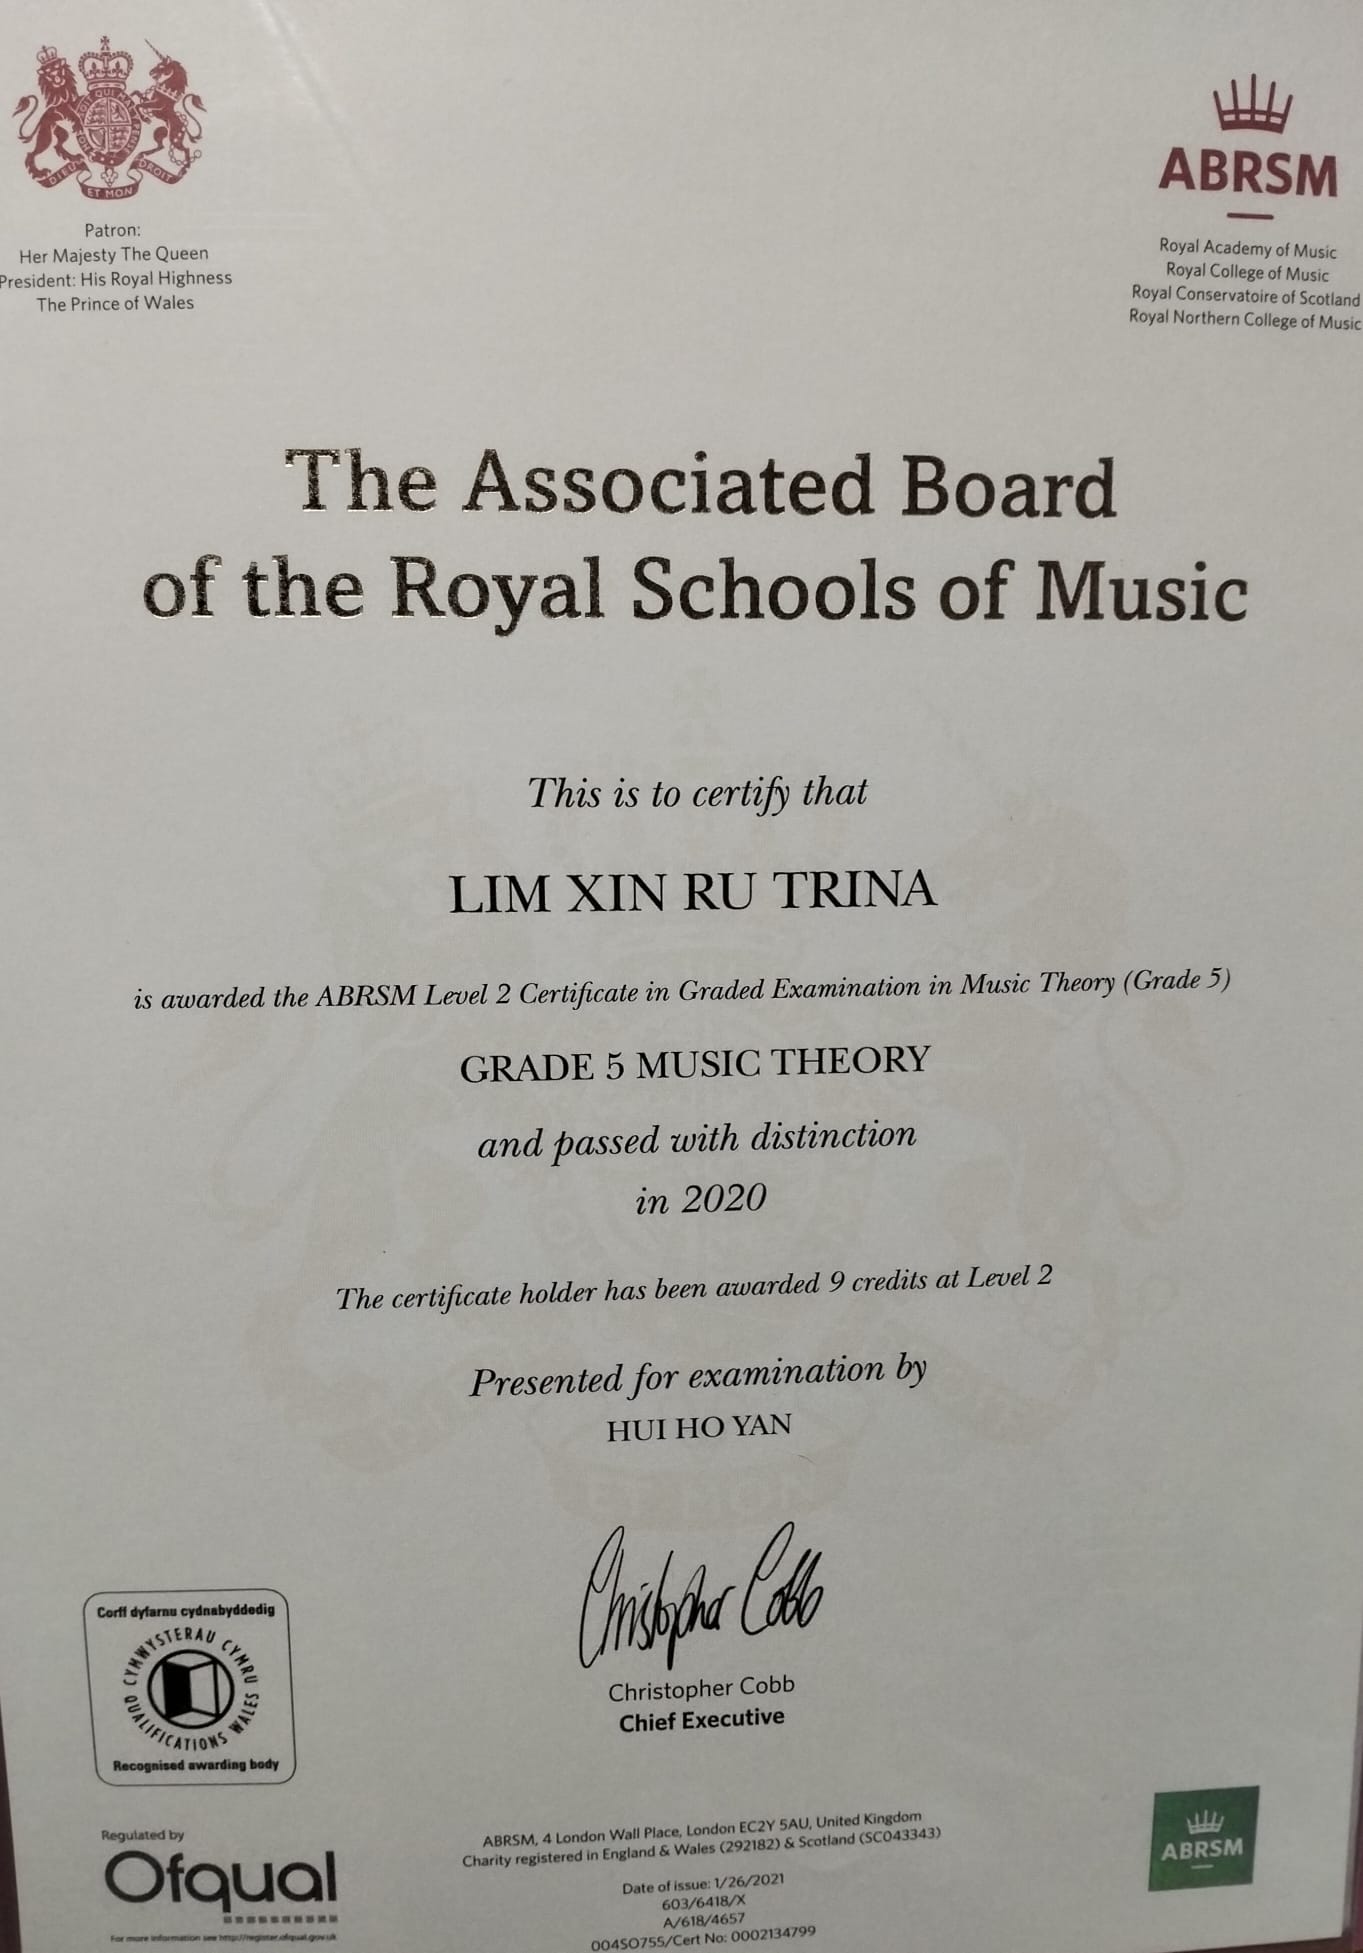 DIEU ET MON DROIT
Patron:
Her Majesty The Queen
President: His Royal Highness
The Prince of Wales
ABRSM
Royal Academy of Music
Royal College of Music
Royal Conservatoire of Scotland
Royal Northern College of Music
The Associated Board
of the Royal Schools of Music
This is to certify that
LIM XIN RU TRINA
is awarded the ABRSM Level 2 Certificate in Graded Examination in Music Theory (Grade 5)
GRADE 5 MUSIC THEORY
and passed with distinction
in 2020
The certificate holder has been awarded 9 credits at Level 2
Presented for examination by
HUI HO YAN
Christopher Cobb
Christopher Cobb
Chief Executive
Corff dyfarnu cydnabyddedig
CYMWYSTERAU CYMRU
QUALIFICATIONS WALES
Recognised awarding body
Regulated by
Ofqual
For more information see http://register.ofqual.gov.uk
ABRSM, 4 London Wall Place, London EC2Y 5AU, United Kingdom
Charity registered in England & Wales (292182) & Scotland (SC043343)
Date of issue: 1/26/2021
603/6418/X
A/618/4657
004SO755/Cert No: 0002134799
ABRSM